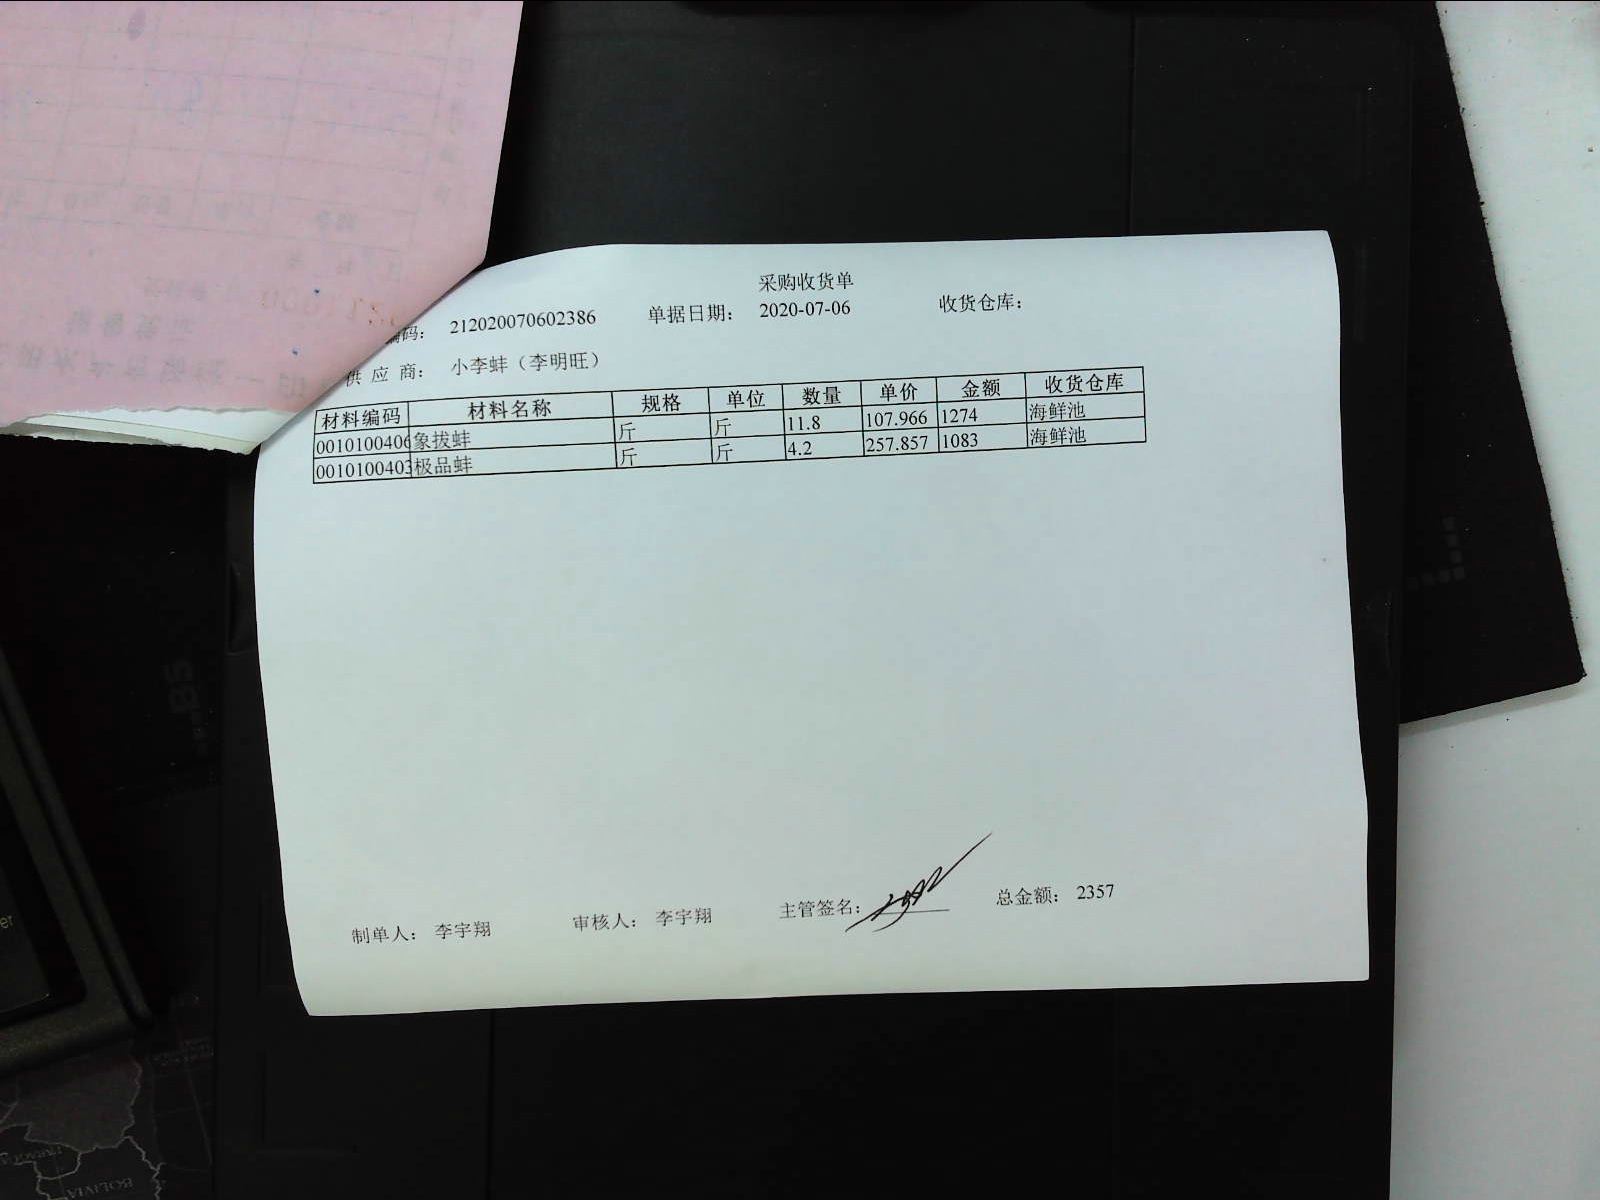 采购收货单
编码： 212020070602386 单据日期： 2020-07-06 收货仓库：
供 应 商： 小李蚌（李明旺）
材料编码 材料名称 规格 单位 数量 单价 金额 收货仓库
0010100406 象拔蚌 斤 斤 11.8 107.966 1274 海鲜池
0010100403 极品蚌 斤 斤 4.2 257.857 1083 海鲜池
制单人： 李宇翔 审核人： 李宇翔 主管签名： 总金额： 2357
BOLIVIA